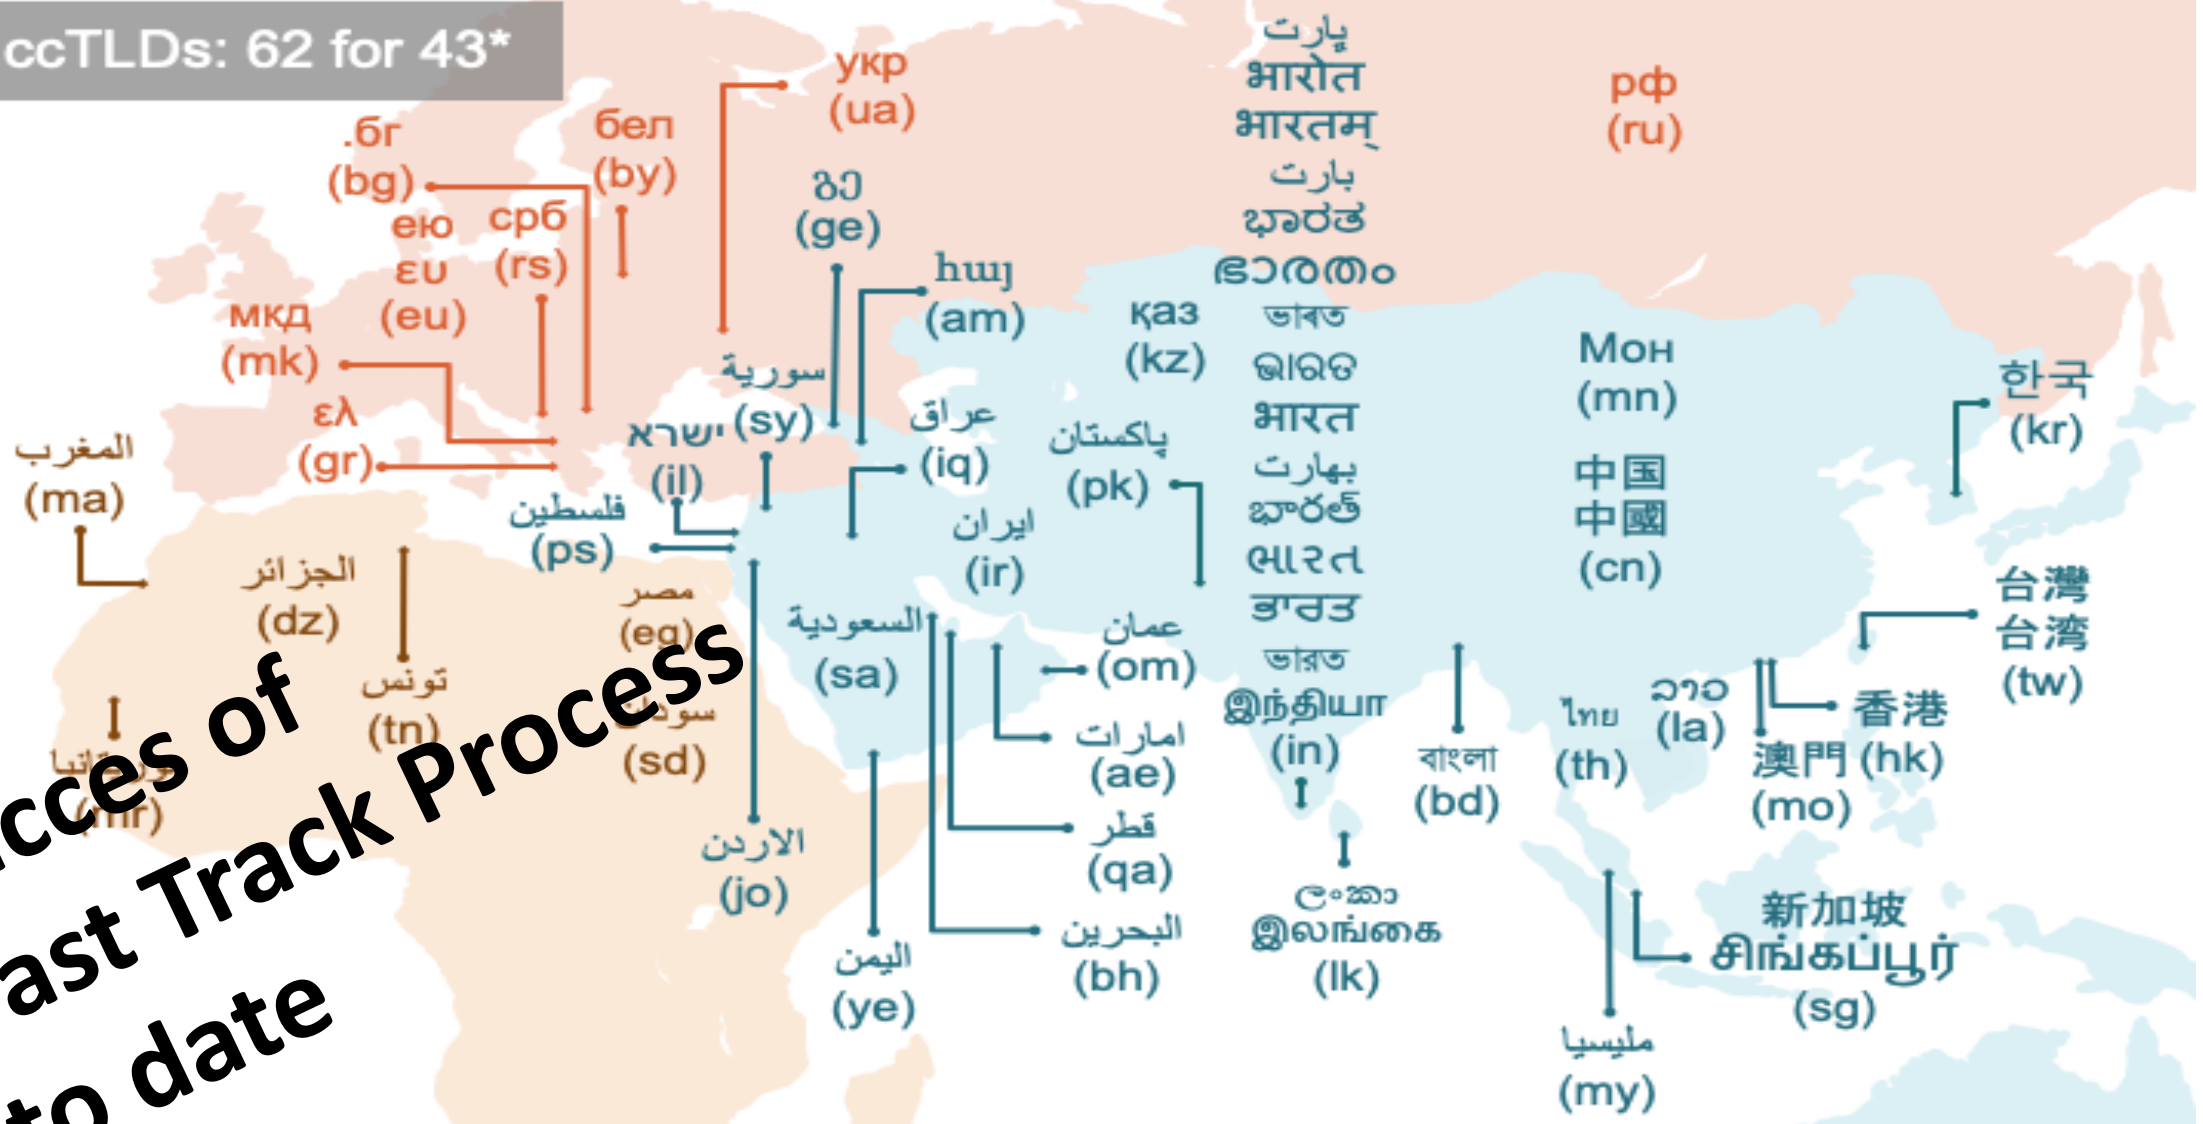 ccTLDs: 62 for 43*
укр
(ua)
.бг
(bg)
бел
(by)
ею
ευ
(eu)
срб
(rs)
мкд
(mk)
ελ
(gr)
рф
(ru)
გე
(ge)
հայ
(am)
қаз
(kz)
ڀارت
भारोत
भारतम्
بارت
ಭಾರತ
ഭാരതം
ভাৰত
ଭାରତ
भारत
بھارت
భారత్
ભારત
ਭਾਰਤ
ভারত
இந்தியா
(in)
Мон
(mn)
中国
中國
(cn)
한국
(kr)
台灣
台湾
(tw)
香港
(hk)
澳門
(mo)
ລາວ
(la)
ไทย
(th)
বাংলা
(bd)
ලංකා
இலங்கை
(lk)
新加坡
சிங்கப்பூர்
(sg)
مليسيا
(my)
سورية
(sy)
ישרא
(il)
فلسطين
(ps)
عراق
(iq)
ایران
(ir)
پاکستان
(pk)
السعودية
(sa)
عمان
(om)
امارات
(ae)
قطر
(qa)
البحرين
(bh)
اليمن
(ye)
الاردن
(jo)
المغرب
(ma)
الجزائر
(dz)
تونس
(tn)
مصر
(eg)
سودان
(sd)
(mr)
cces of
ast Track Process
to date